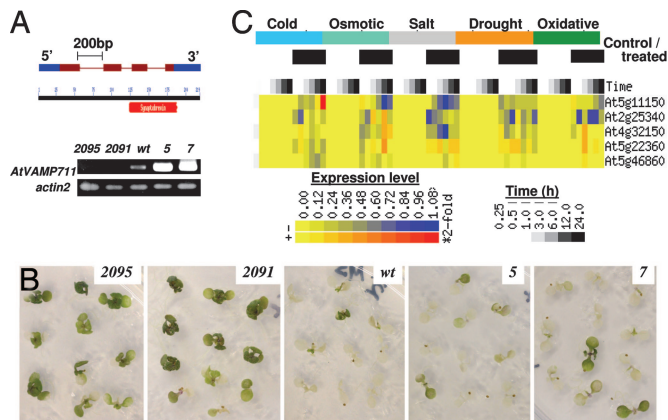 A
200bp
5' 3'
Synaptobrevin
2095 2091 wt 5 7
AtVAMP711
actin2
C
Cold Osmotic Salt Drought Oxidative
Control / treated
Time
At5g11150
At2g25340
At4g32150
At5g22360
At5g46860
Expression level
0.00 0.12 0.24 0.36 0.48 0.60 0.72 0.84 0.96 1.08>
-
+
*2-fold
Time (h)
0.25 0.5 1.0 3.0 6.0 12.0 24.0
B
2095 2091 wt 5 7